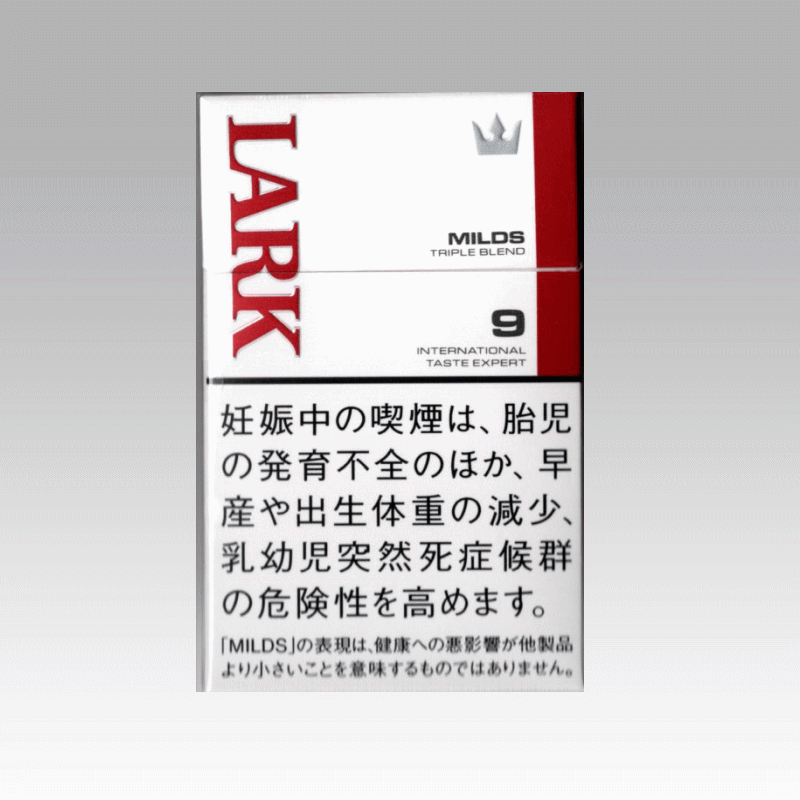 LARK
MILDS
TRIPLE BLEND
9
INTERNATIONAL
TASTE EXPERT
妊娠中の喫煙は、胎児
の発育不全のほか、早
産や出生体重の減少、
乳幼児突然死症候群
の危険性を高めます。
「MILDS」の表現は、健康への悪影響が他製品
より小さいことを意味するものではありません。